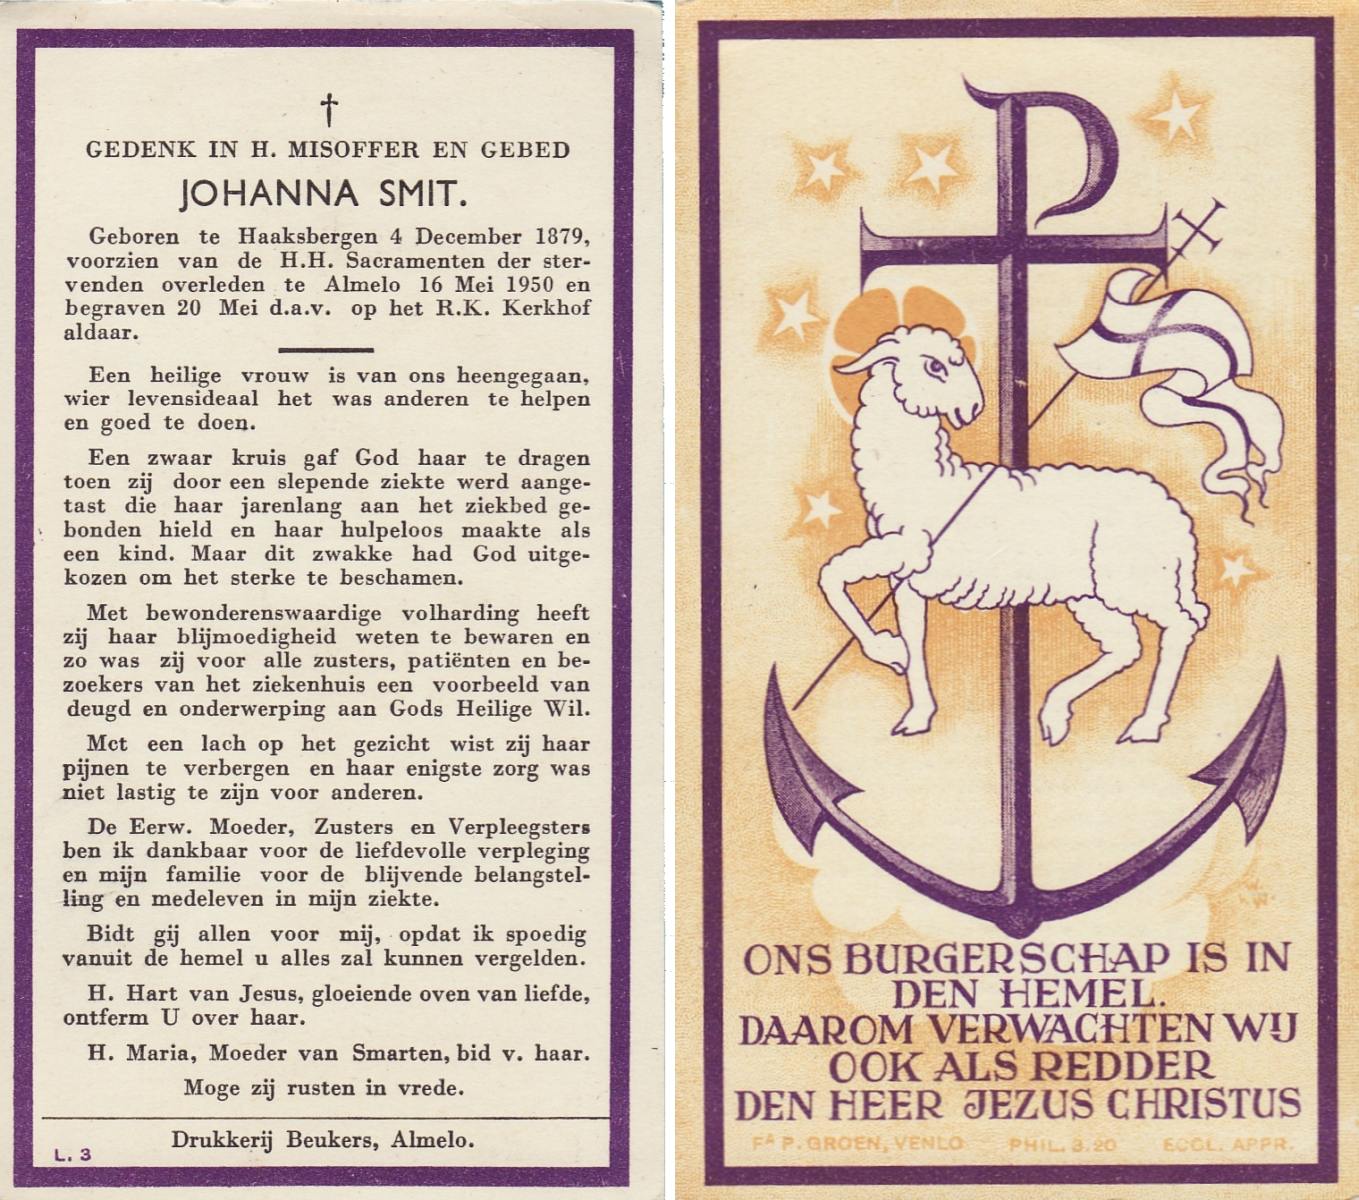 GEDENK IN H. MISOFFER EN GEBED
JOHANNA SMIT.
Geboren te Haaksbergen 4 December 1879,
voorzien van de H.H. Sacramenten der ster-
venden overleden te Almelo 16 Mei 1950 en
begraven 20 Mei d.a.v. op het R.K. Kerkhof
aldaar.
Een heilige vrouw is van ons heengegaan,
wier levensideaal het was anderen te helpen
en goed te doen.
Een zwaar kruis gaf God haar te dragen
toen zij door een slepende ziekte werd aange-
tast die haar jarenlang aan het ziekbed ge-
bonden hield en haar hulpeloos maakte als
een kind. Maar dit zwakke had God uitge-
kozen om het sterke te beschamen.
Met bewonderenswaardige volharding heeft
zij haar blijmoedigheid weten te bewaren en
zo was zij voor alle zusters, patiënten en be-
zoekers van het ziekenhuis een voorbeeld van
deugd en onderwerping aan Gods Heilige Wil.
Met een lach op het gezicht wist zij haar
pijnen te verbergen en haar enigste zorg was
niet lastig te zijn voor anderen.
De Eerw. Moeder, Zusters en Verpleegsters
ben ik dankbaar voor de liefdevolle verpleging
en mijn familie voor de blijvende belangstel-
ling en medeleven in mijn ziekte.
Bidt gij allen voor mij, opdat ik spoedig
vanuit de hemel u alles zal kunnen vergelden.
H. Hart van Jesus, gloeiende oven van liefde,
ontferm U over haar.
H. Maria, Moeder van Smarten, bid v. haar.
Moge zij rusten in vrede.
Drukkerij Beukers, Almelo.
L. 3
ONS BURGERSCHAP IS IN
DEN HEMEL.
DAAROM VERWACHTEN WIJ
OOK ALS REDDER
DEN HEER JEZUS CHRISTUS
FA P. GROEN, VENLO PHIL. 3.20 ECCL. APPR.